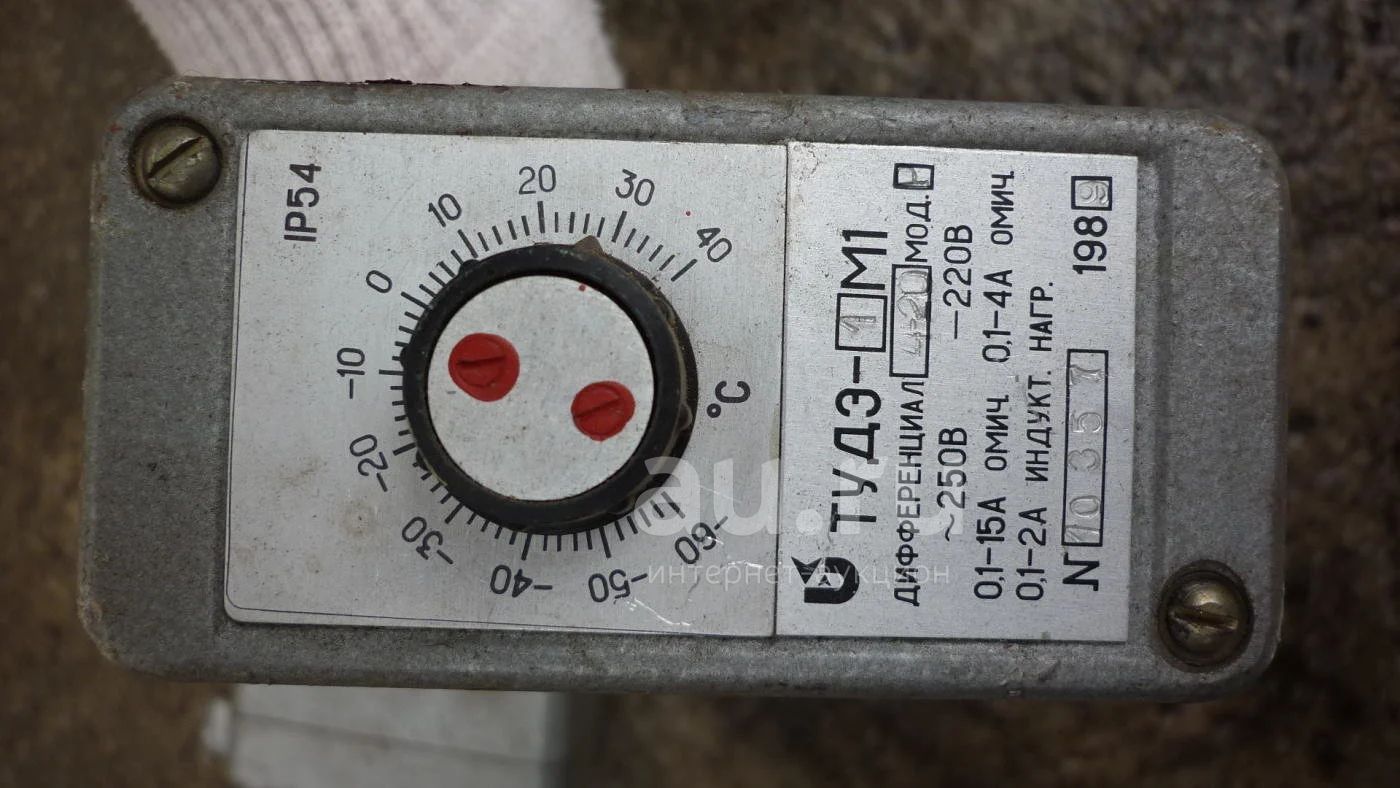 IP54
-60
-50
-40
-30
-20
-10
0
10
20
30
40
°C
ТУДЭ-1М1
ДИФФЕРЕНЦИАЛ 4-20 МОД.
~250В —220В
0,1-15А ОМИЧ. 0,1-4А ОМИЧ.
0,1-2А ИНДУКТ. НАГР.
N 10357 1989
au.ru
интернет-аукцион